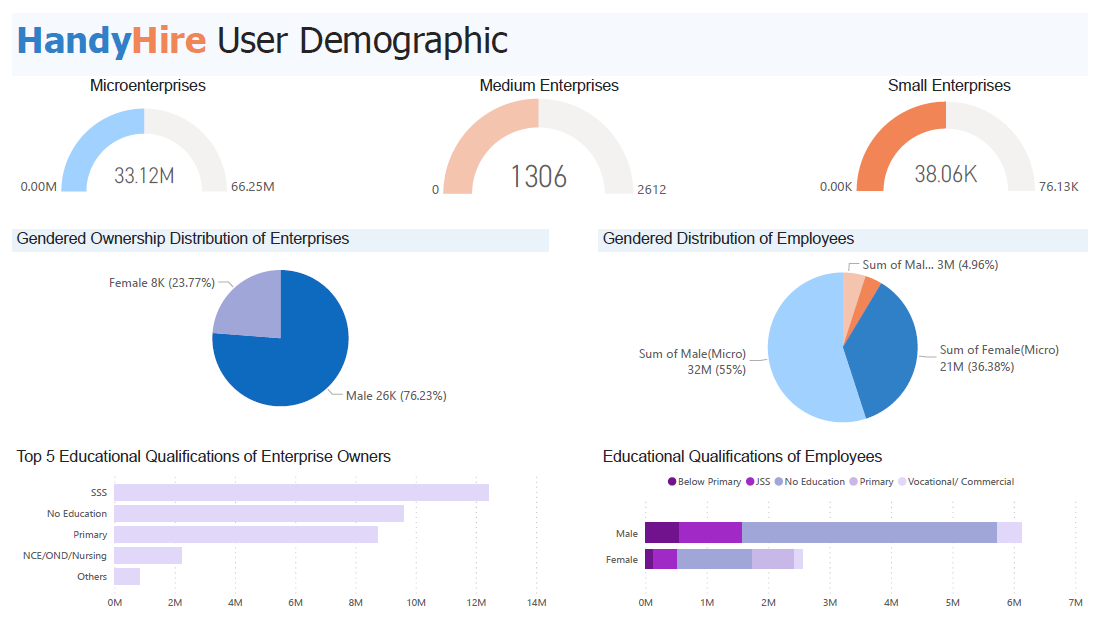 HandyHire User Demographic
Microenterprises
33.12M
0.00M
66.25M
Medium Enterprises
1306
0
2612
Small Enterprises
38.06K
0.00K
76.13K
Gendered Ownership Distribution of Enterprises
Female 8K (23.77%)
Male 26K (76.23%)
Gendered Distribution of Employees
Sum of Mal... 3M (4.96%)
Sum of Male(Micro)
32M (55%)
Sum of Female(Micro)
21M (36.38%)
Top 5 Educational Qualifications of Enterprise Owners
SSS
No Education
Primary
NCE/OND/Nursing
Others
0M 2M 4M 6M 8M 10M 12M 14M
Educational Qualifications of Employees
Below Primary JSS No Education Primary Vocational/ Commercial
Male
Female
0M 1M 2M 3M 4M 5M 6M 7M